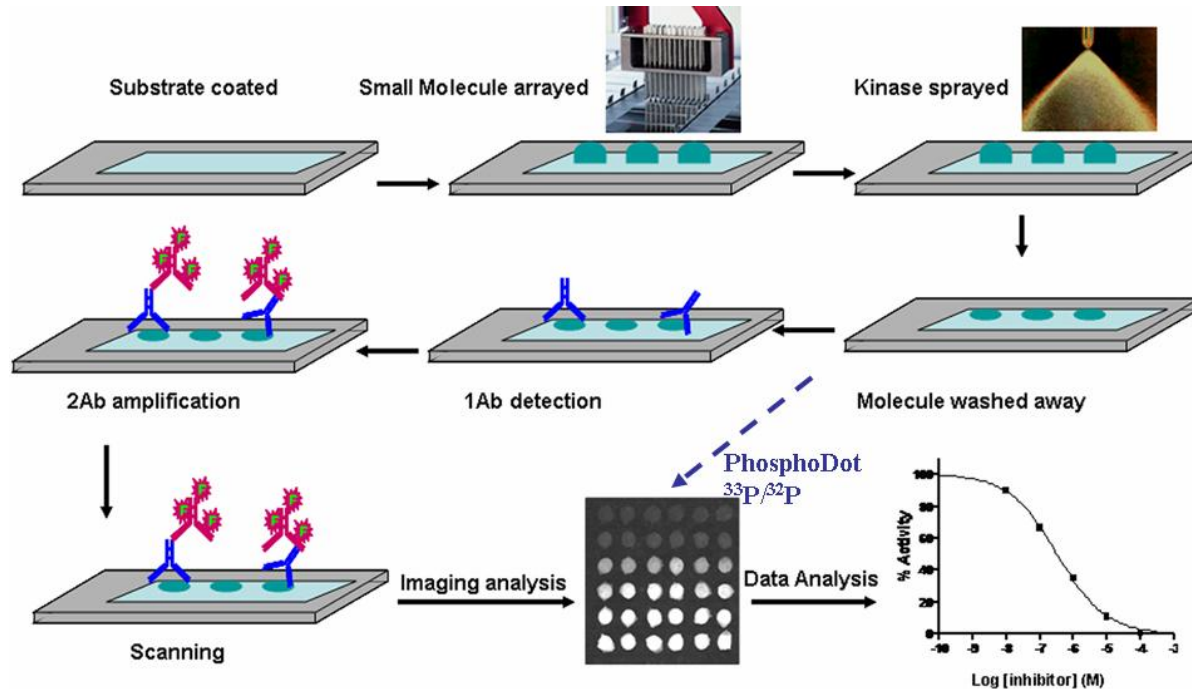 Substrate coated
Small Molecule arrayed
Kinase sprayed
F
F
F
F
F
2Ab amplification
1Ab detection
Molecule washed away
PhosphoDot
³³P/³²P
F
F
F
F
F
Scanning
Imaging analysis
Data Analysis
% Activity
100
80
60
40
20
0
-10 -9 -8 -7 -6 -5 -4 -3
Log [inhibitor] (M)